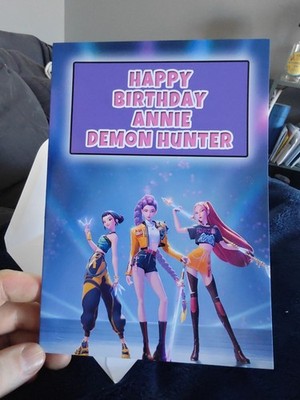 HAPPY
BIRTHDAY
ANNIE
DEMON HUNTER